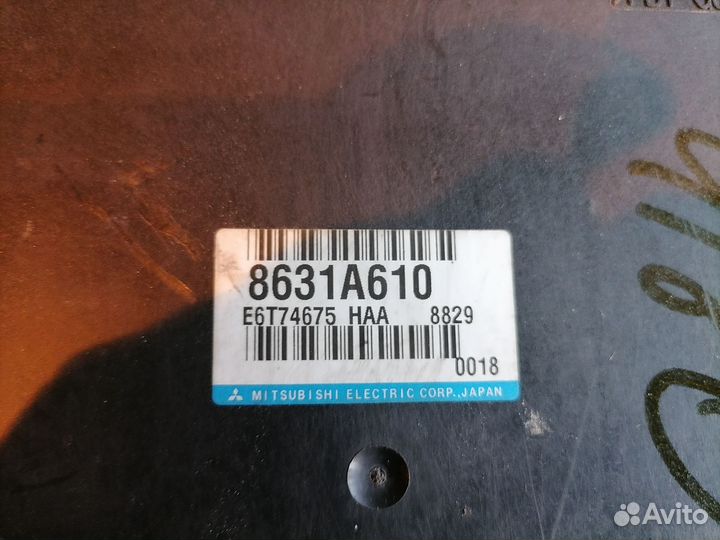 8631A610
E6T74675 HAA 8829
0018
MITSUBISHI ELECTRIC CORP., JAPAN
Avito